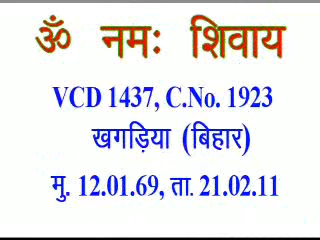 ॐ नमः शिवाय
VCD 1437, C.No. 1923
खगड़िया (बिहार)
मु. 12.01.69, ता. 21.02.11